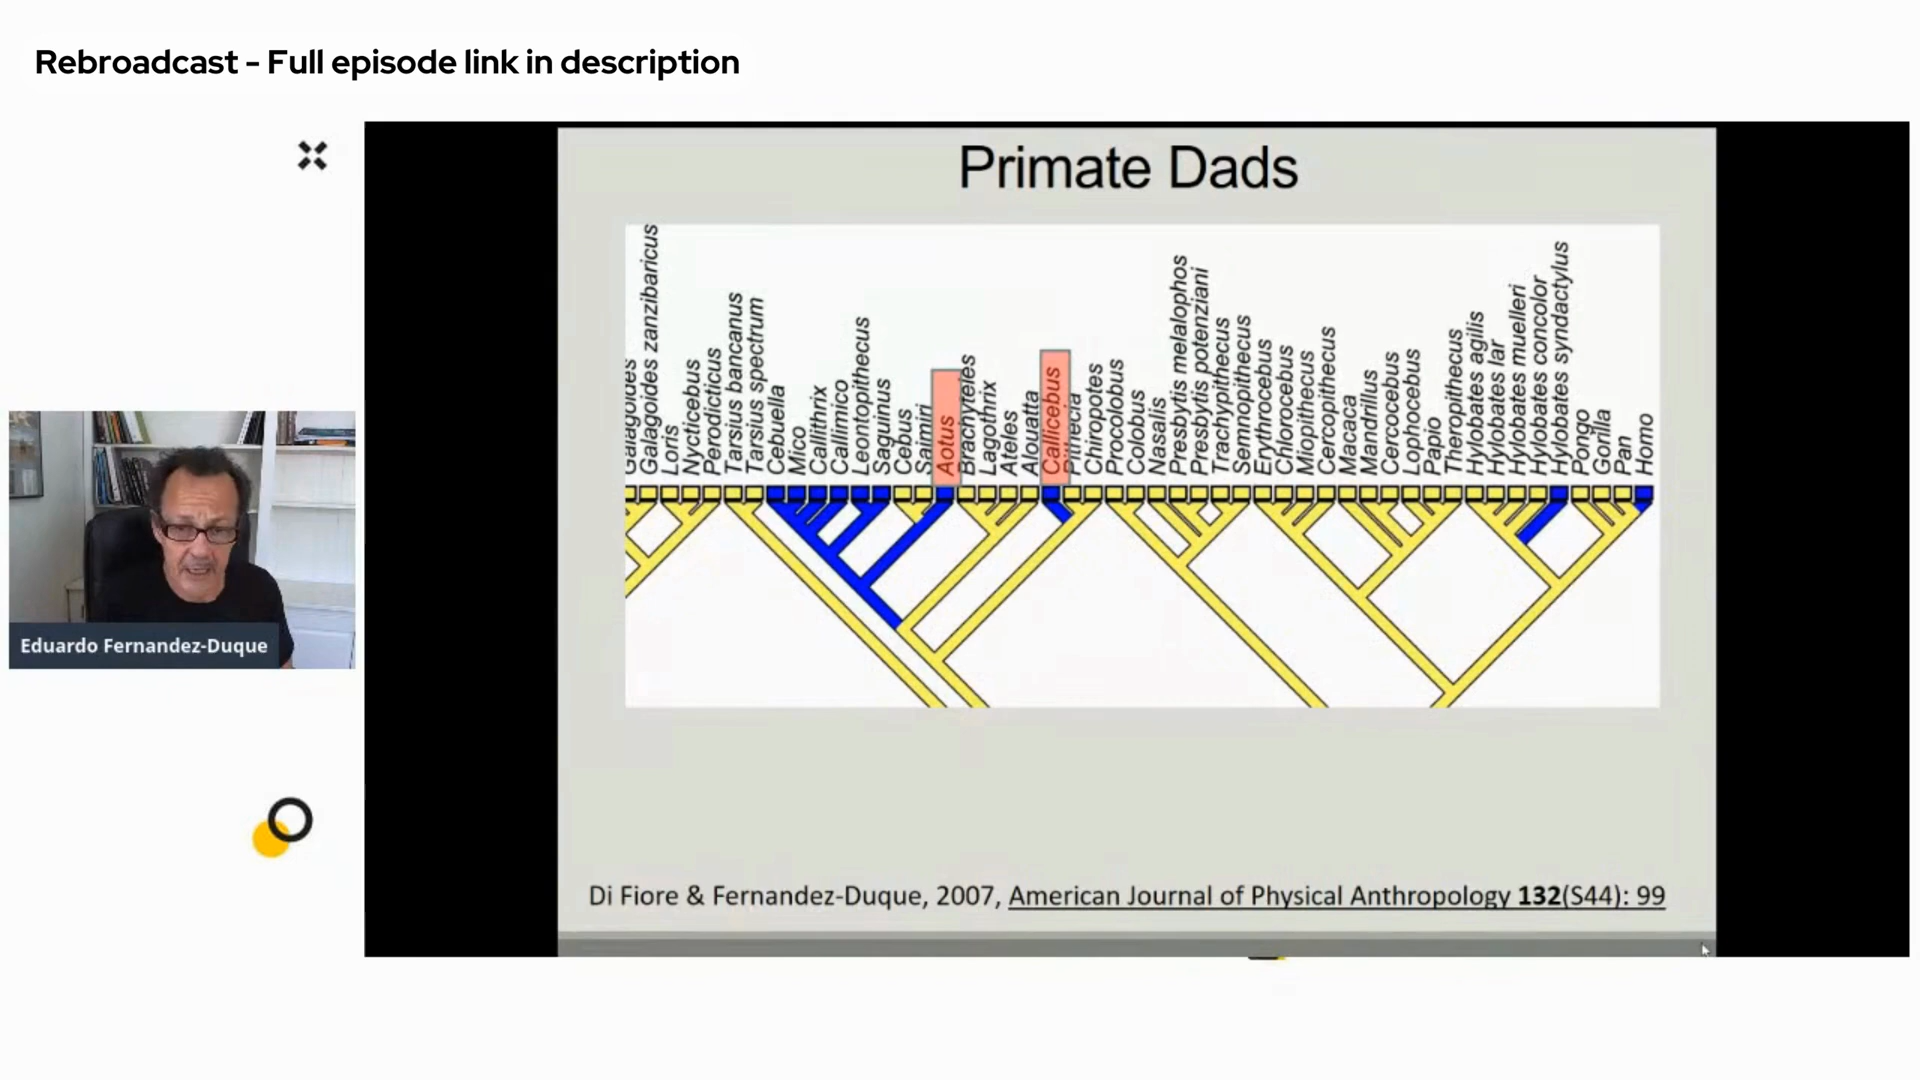 Rebroadcast - Full episode link in description
Primate Dads
Galagoides
Galagoides zanzibaricus
Loris
Nycticebus
Perodicticus
Tarsius bancanus
Tarsius spectrum
Cebuella
Mico
Callithrix
Callimico
Leontopithecus
Saguinus
Cebus
Saimiri
Aotus
Brachyteles
Lagothrix
Ateles
Alouatta
Callicebus
Pithecia
Chiropotes
Procolobus
Colobus
Nasalis
Presbytis melalophos
Presbytis potenziani
Trachypithecus
Semnopithecus
Erythrocebus
Chlorocebus
Miopithecus
Cercopithecus
Macaca
Mandrillus
Cercocebus
Lophocebus
Papio
Theropithecus
Hylobates agilis
Hylobates lar
Hylobates muelleri
Hylobates concolor
Hylobates syndactylus
Pongo
Gorilla
Pan
Homo
Eduardo Fernandez-Duque
Di Fiore & Fernandez-Duque, 2007, American Journal of Physical Anthropology 132(S44): 99